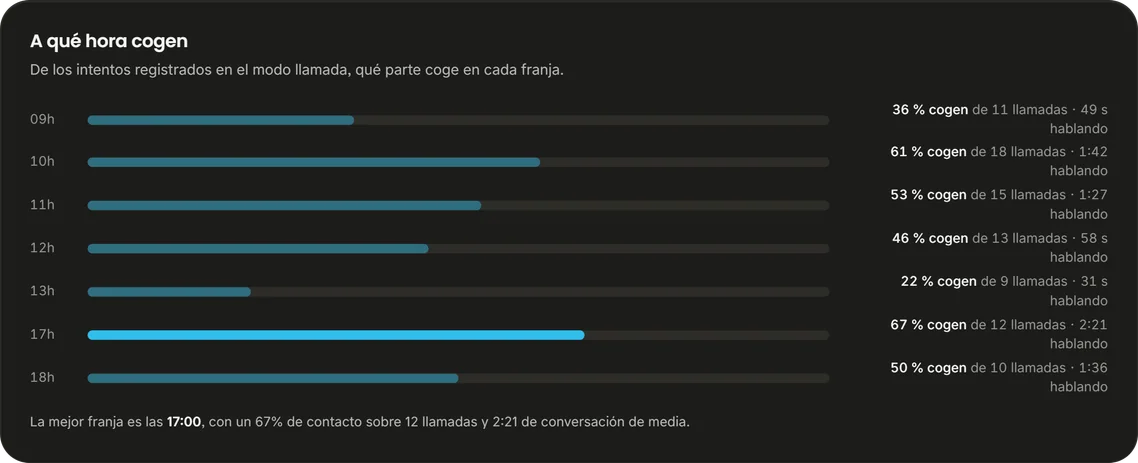 A qué hora cogen
De los intentos registrados en el modo llamada, qué parte coge en cada franja.
09h
36 % cogen de 11 llamadas · 49 s
hablando
10h
61 % cogen de 18 llamadas · 1:42
hablando
11h
53 % cogen de 15 llamadas · 1:27
hablando
12h
46 % cogen de 13 llamadas · 58 s
hablando
13h
22 % cogen de 9 llamadas · 31 s
hablando
17h
67 % cogen de 12 llamadas · 2:21
hablando
18h
50 % cogen de 10 llamadas · 1:36
hablando
La mejor franja es las 17:00, con un 67% de contacto sobre 12 llamadas y 2:21 de conversación de media.